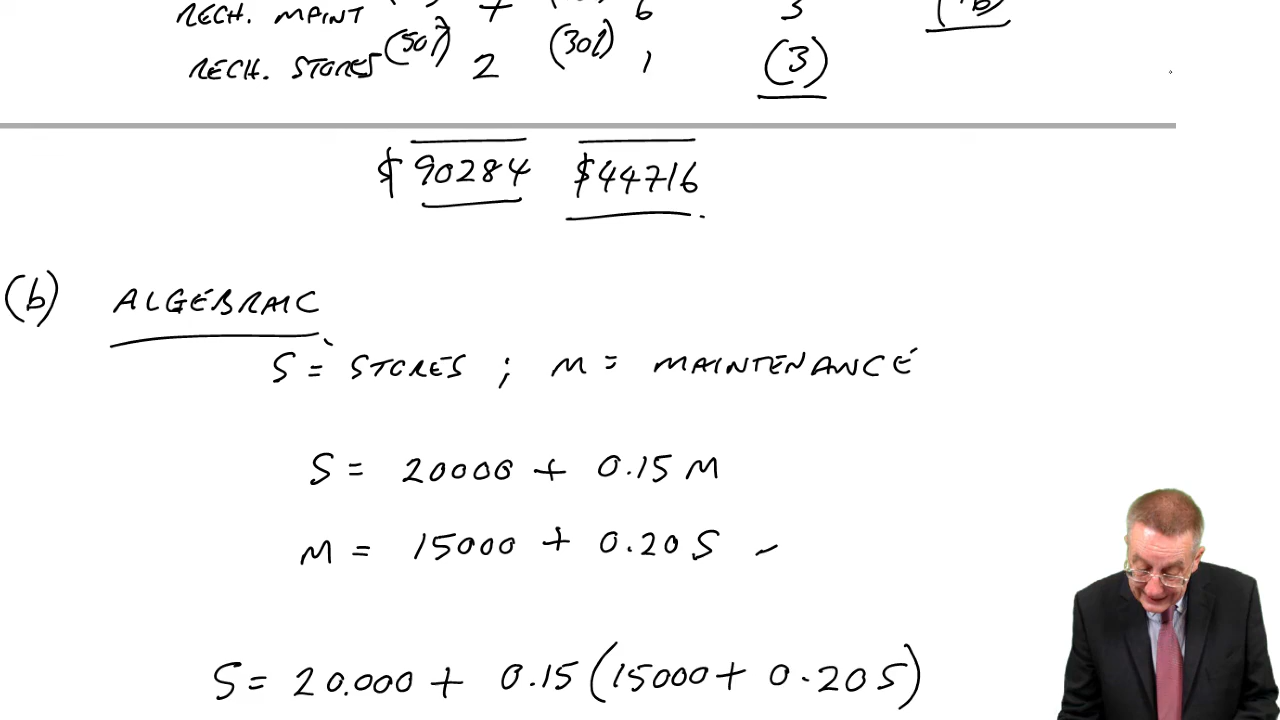 RECH. MAINT 7 6 3
RECH. STORES (50%) 2 (30%) 1 (3)
$90284 $44716
(b) ALGEBRAIC
S = STORES ; M = MAINTENANCE
S = 20000 + 0.15 M
M = 15000 + 0.20 S
S = 20.000 + 0.15 (15000 + 0.20 S)